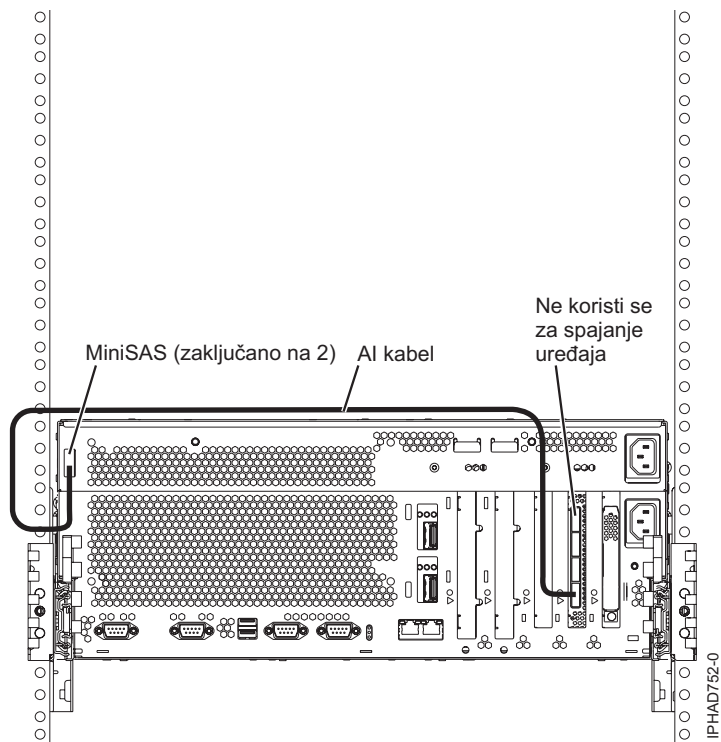 Ne koristi se
za spajanje
uređaja
MiniSAS (zaključano na 2)
AI kabel
IPHAD752-0